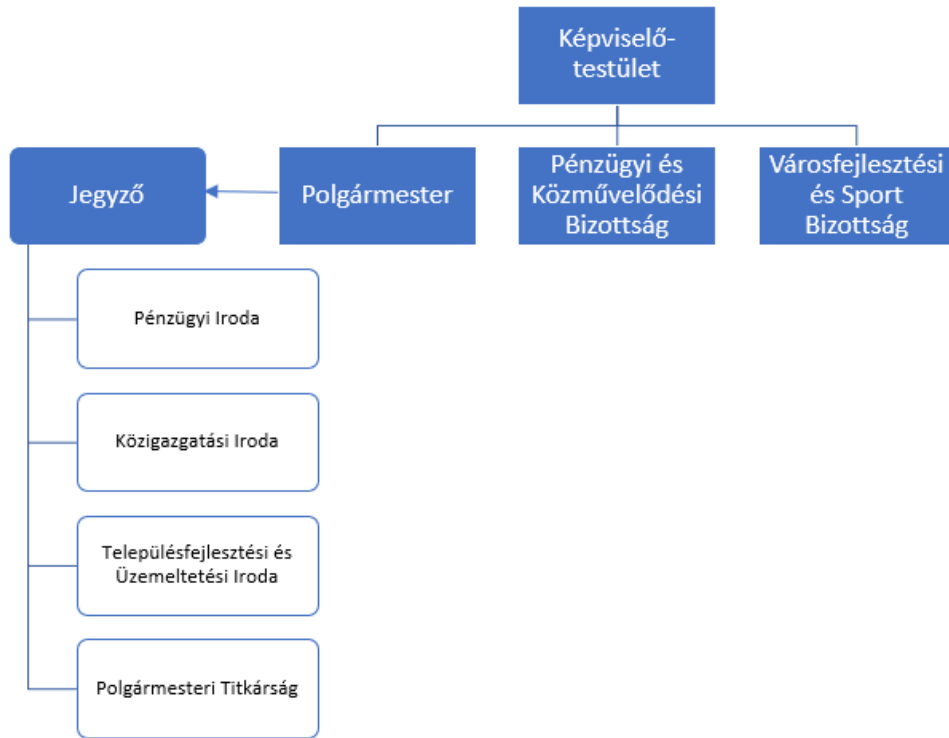 Képviselő-
testület
Jegyző
Polgármester
Pénzügyi és
Közművelődési
Bizottság
Városfejlesztési
és Sport
Bizottság
Pénzügyi Iroda
Közigazgatási Iroda
Településfejlesztési és
Üzemeltetési Iroda
Polgármesteri Titkárság